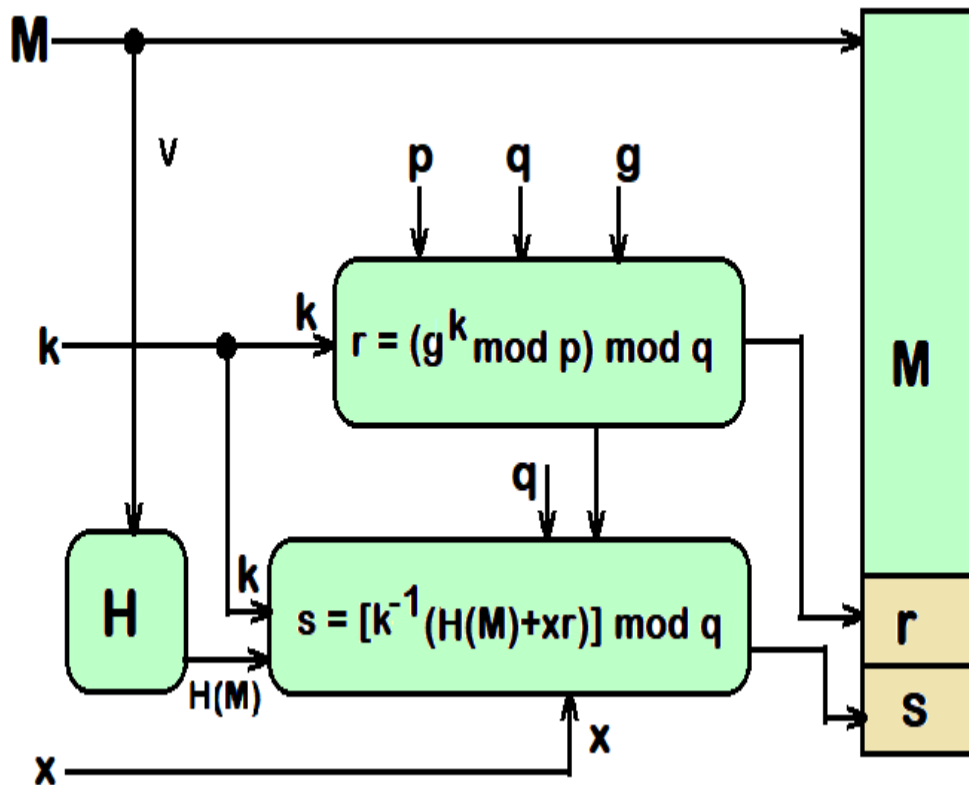 M
V
p q g
k
k
r = (g^k mod p) mod q
M
q
H
k
s = [k^-1 (H(M)+xr)] mod q
r
H(M)
s
x
x